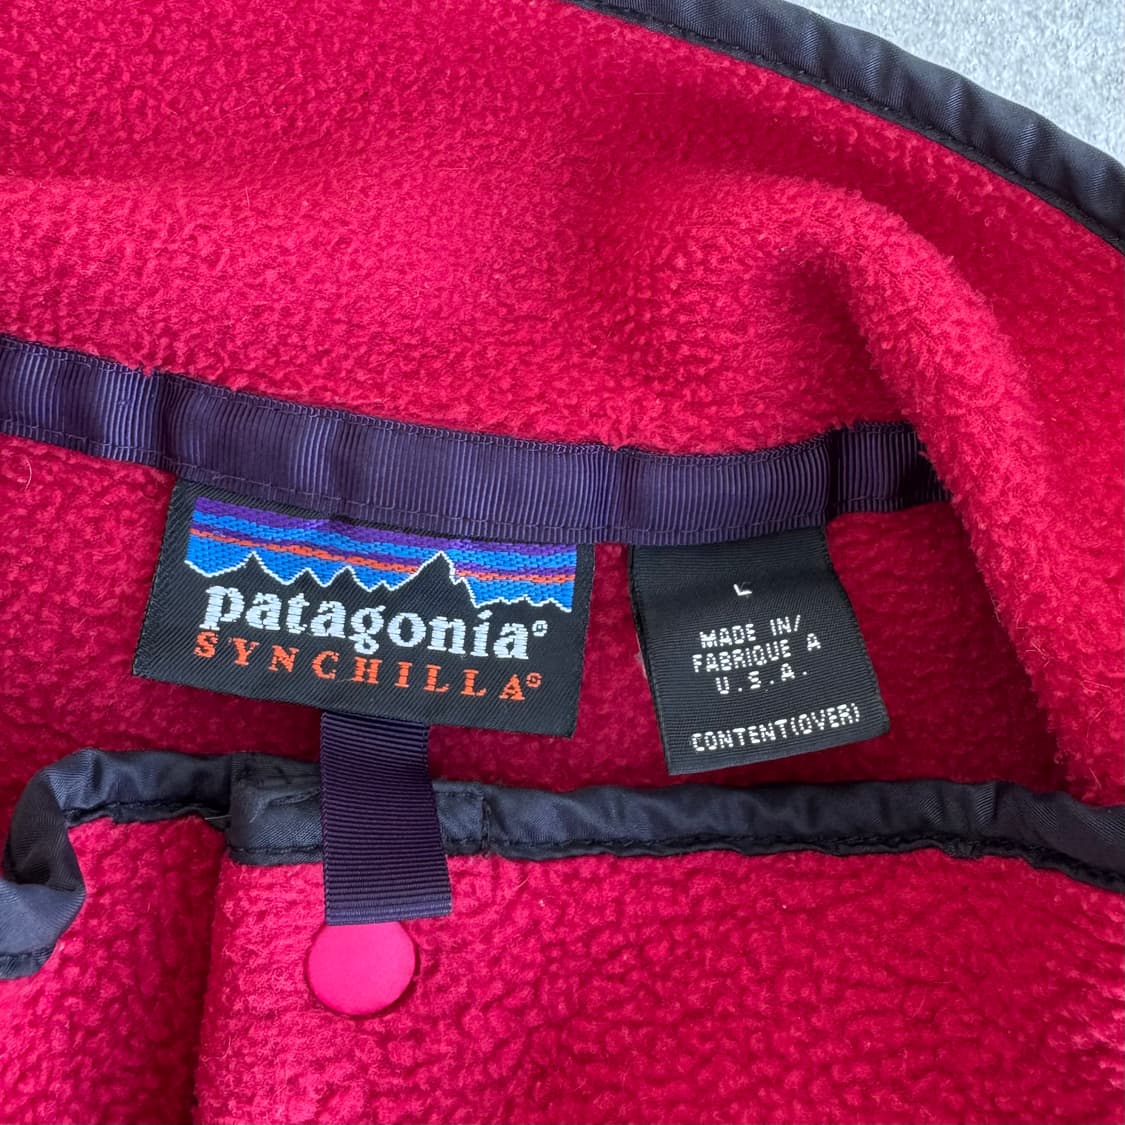 patagonia®
SYNCHILLA®
L
MADE IN/
FABRIQUE A
U.S.A.
CONTENT(OVER)